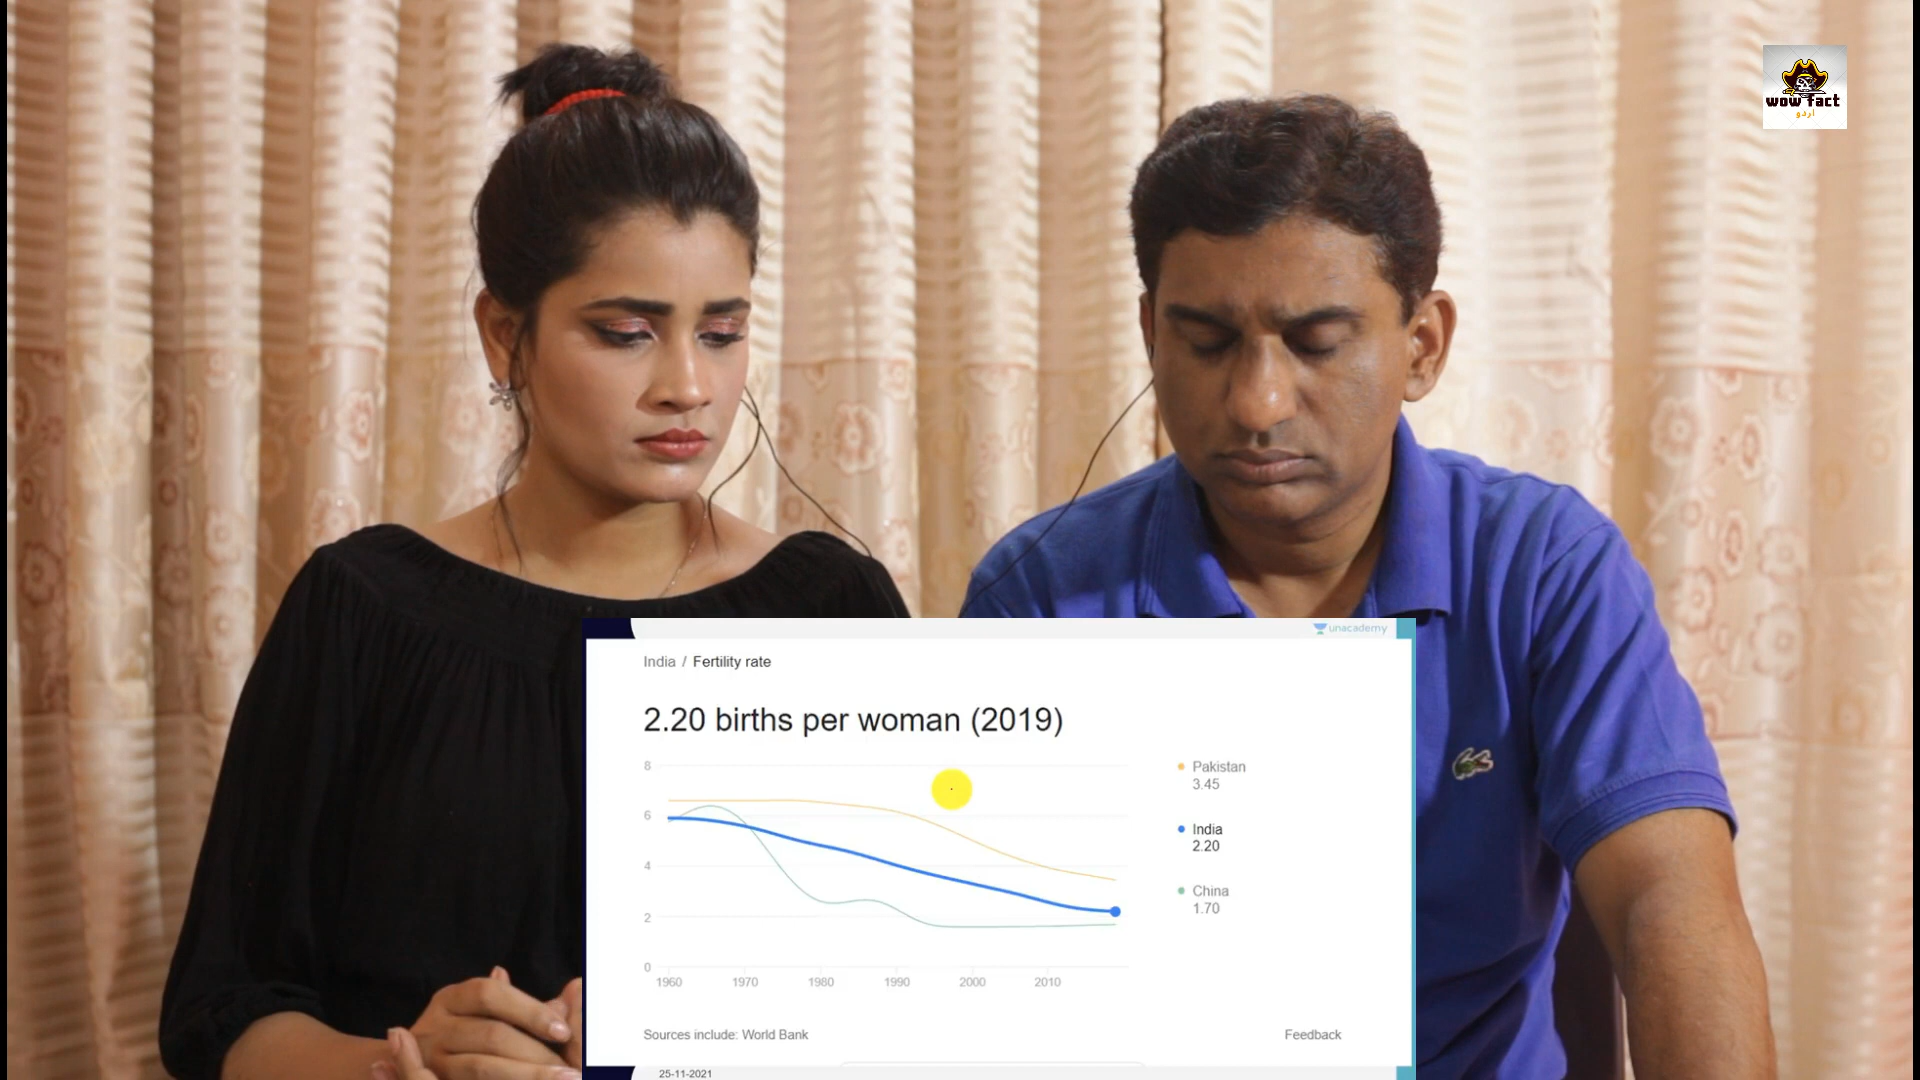 wow fact
اردو
unacademy
India / Fertility rate
2.20 births per woman (2019)
8
6
4
2
0
1960 1970 1980 1990 2000 2010
Pakistan
3.45
India
2.20
China
1.70
Sources include: World Bank
Feedback
25-11-2021